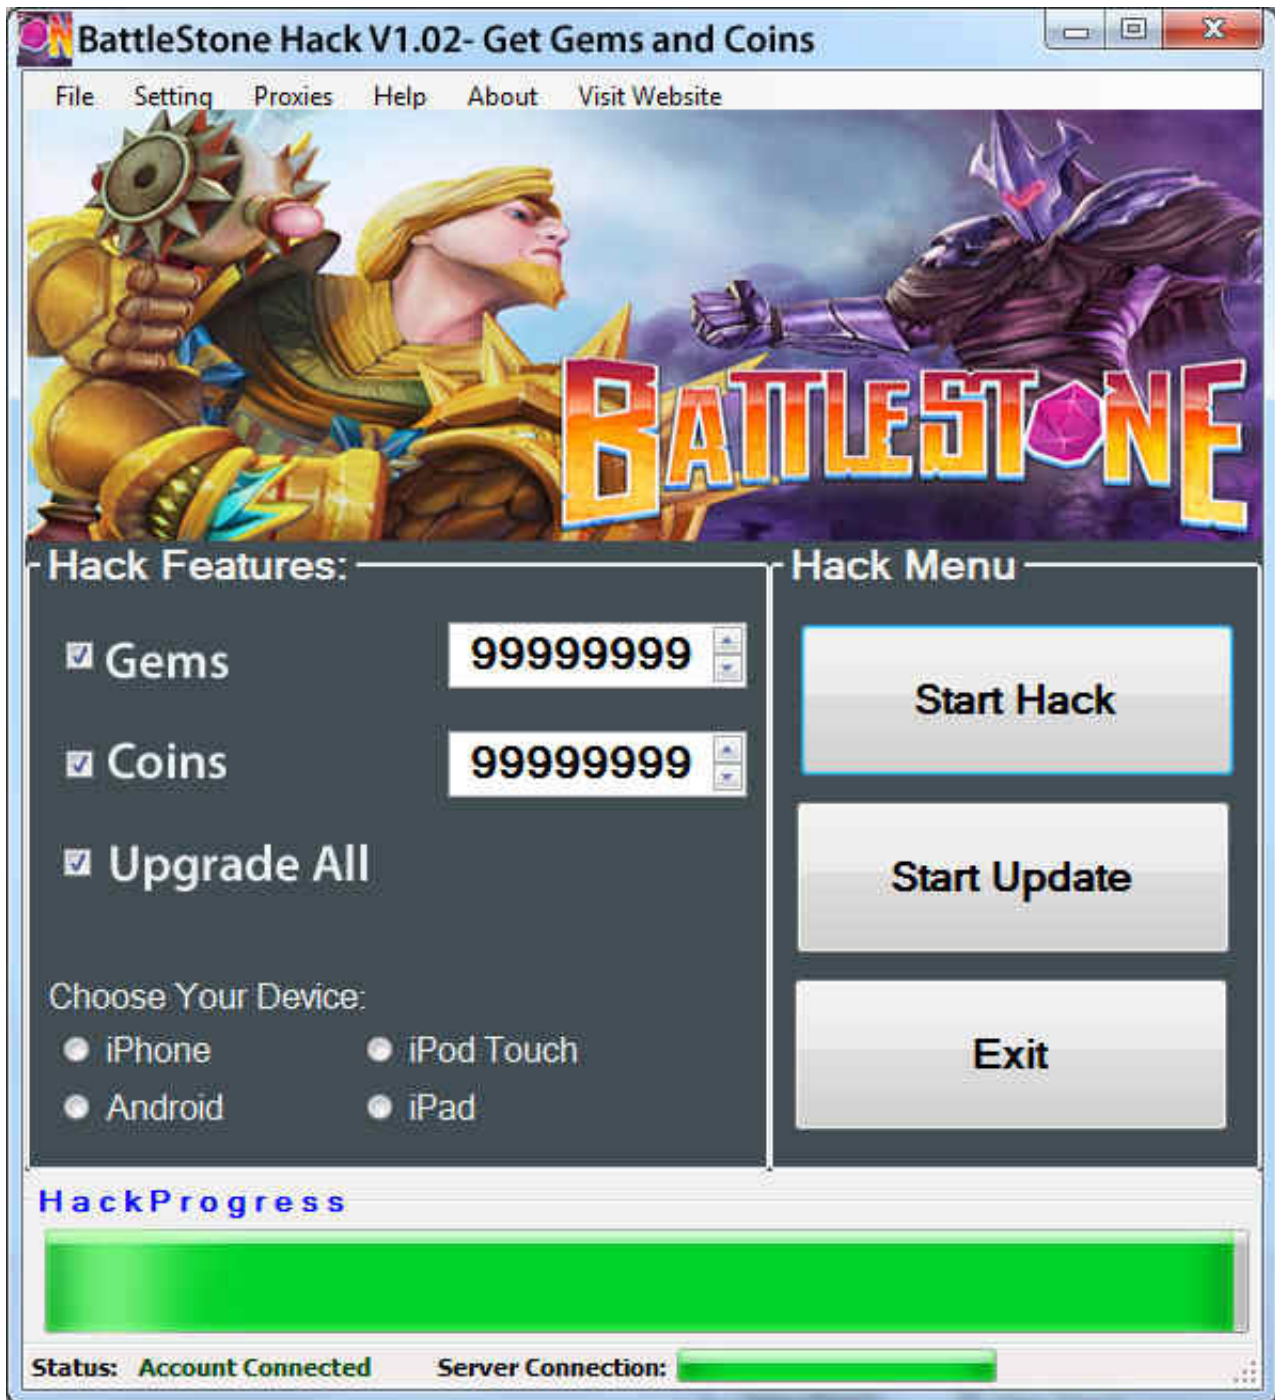 BattleStone Hack V1.02- Get Gems and Coins
File Setting Proxies Help About Visit Website
BATTLESTONE
Hack Features:
Gems 99999999
Coins 99999999
Upgrade All
Choose Your Device:
iPhone iPod Touch
Android iPad
Hack Menu
Start Hack
Start Update
Exit
HackProgress
Status: Account Connected Server Connection: